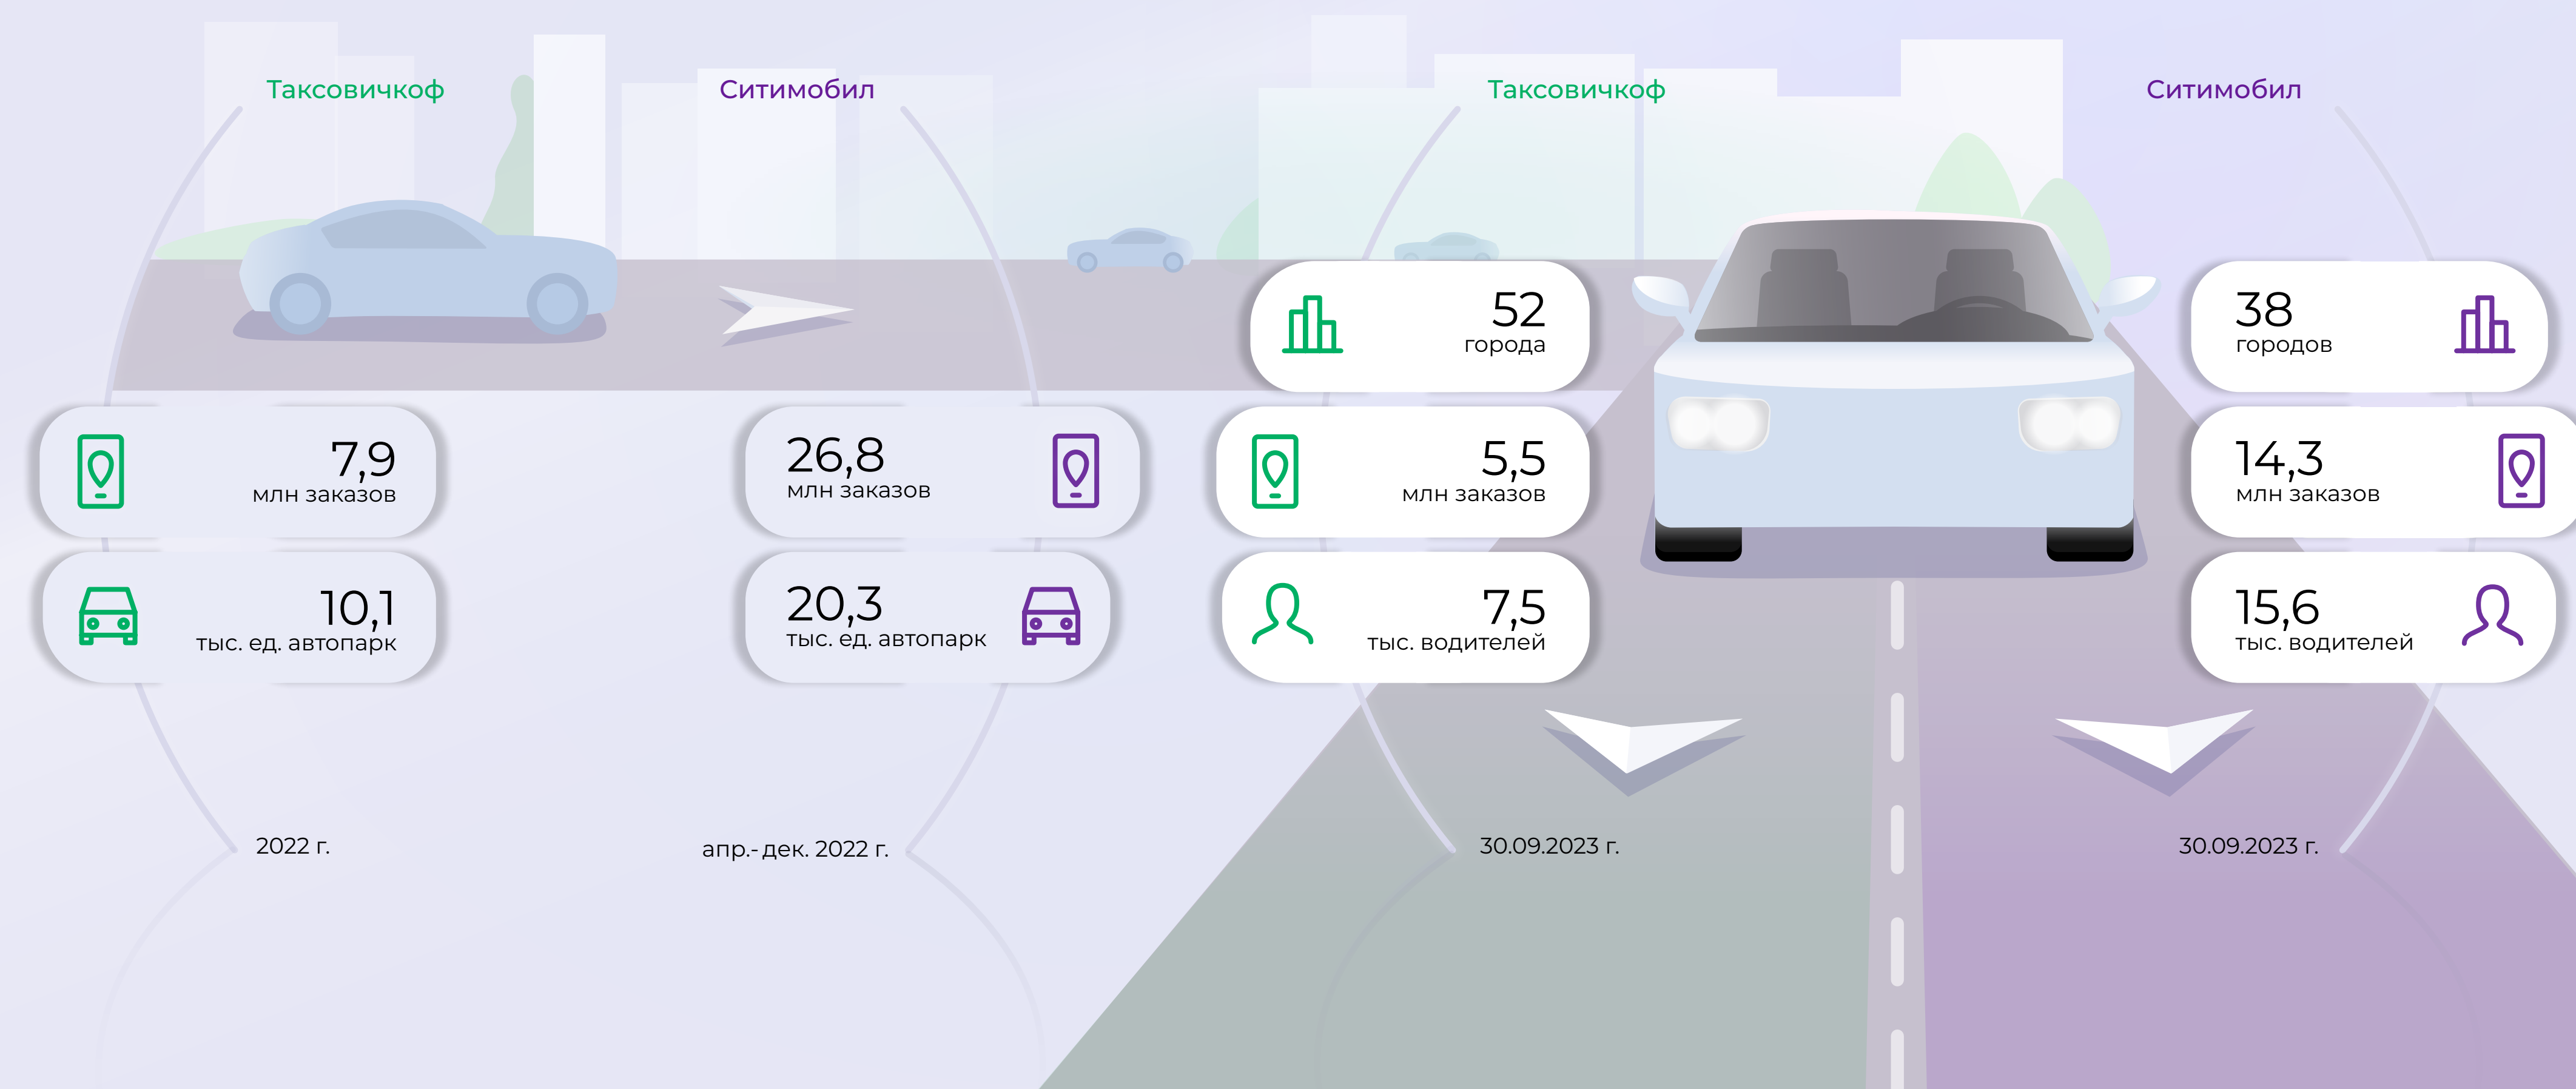 Таксовичкоф
Ситимобил
7,9
млн заказов
10,1
тыс. ед. автопарк
26,8
млн заказов
20,3
тыс. ед. автопарк
2022 г.
апр.- дек. 2022 г.
Таксовичкоф
Ситимобил
52
города
5,5
млн заказов
7,5
тыс. водителей
38
городов
14,3
млн заказов
15,6
тыс. водителей
30.09.2023 г.
30.09.2023 г.